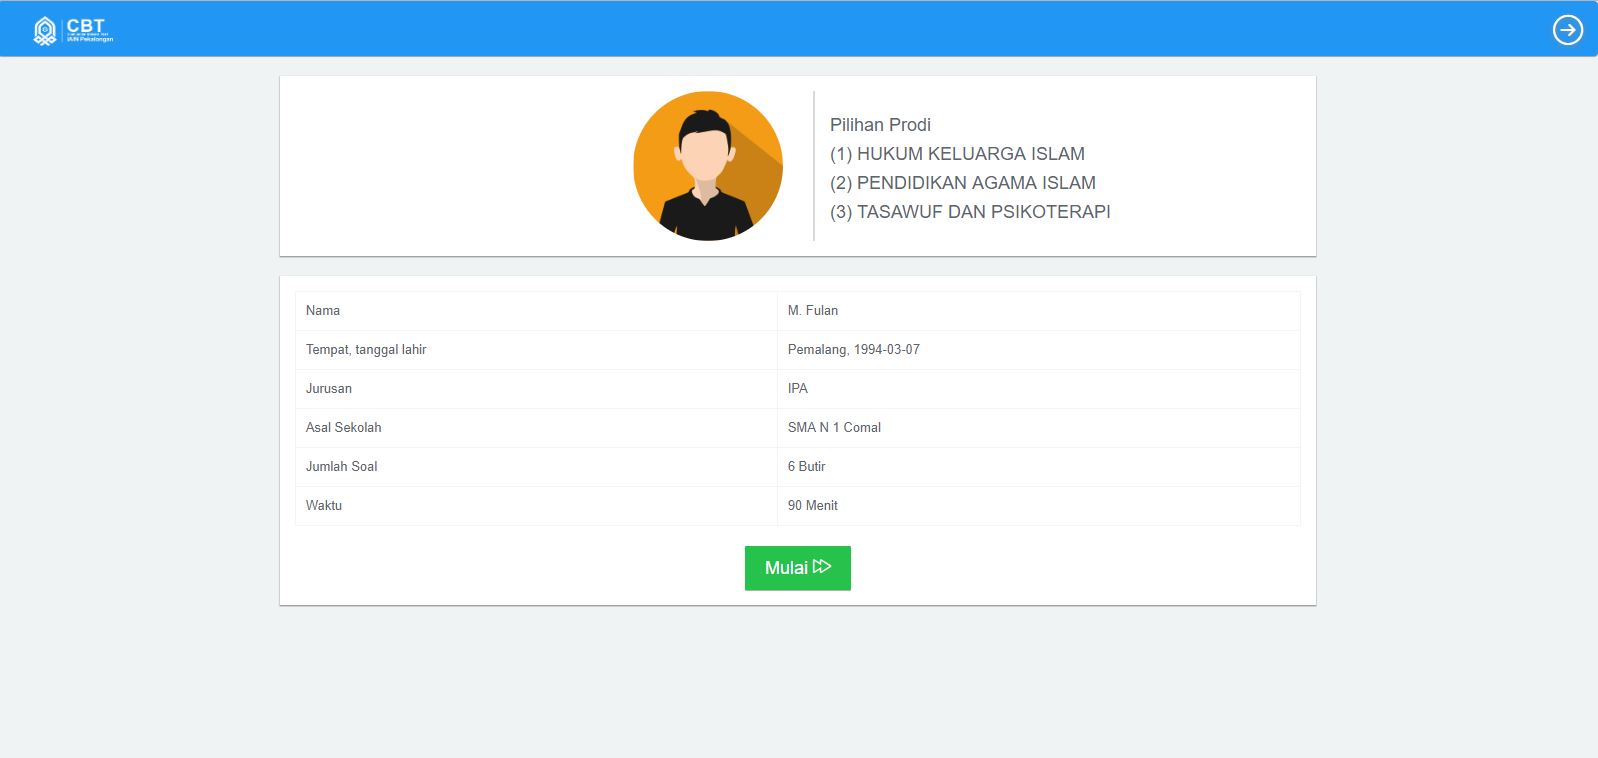 CBT
IAIN Pekalongan
Pilihan Prodi
(1) HUKUM KELUARGA ISLAM
(2) PENDIDIKAN AGAMA ISLAM
(3) TASAWUF DAN PSIKOTERAPI
Nama M. Fulan
Tempat, tanggal lahir Pemalang, 1994-03-07
Jurusan IPA
Asal Sekolah SMA N 1 Comal
Jumlah Soal 6 Butir
Waktu 90 Menit
Mulai